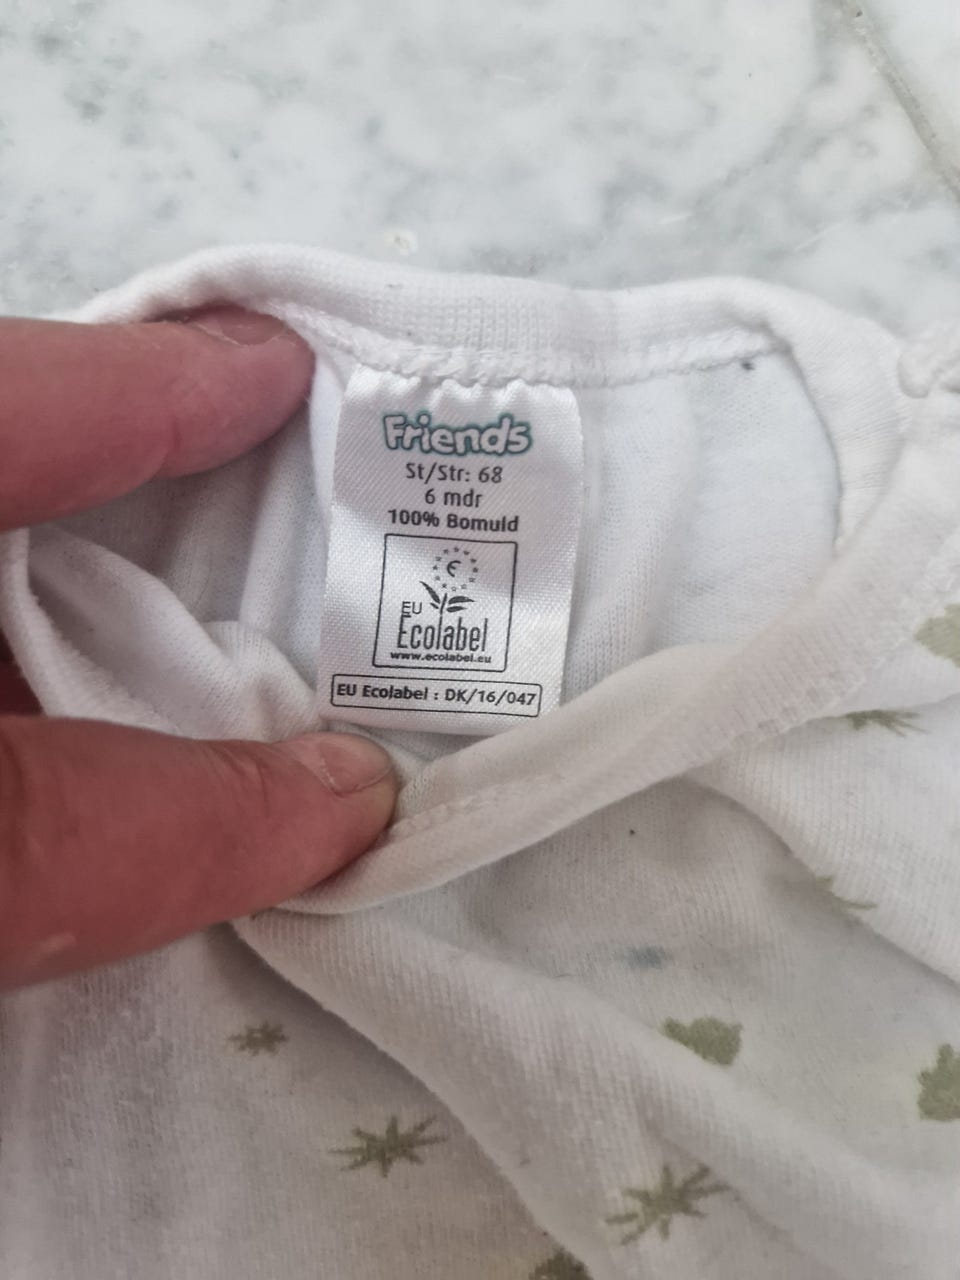 Friends
St/Str: 68
6 mdr
100% Bomuld
EU
Ecolabel
www.ecolabel.eu
EU Ecolabel : DK/16/047